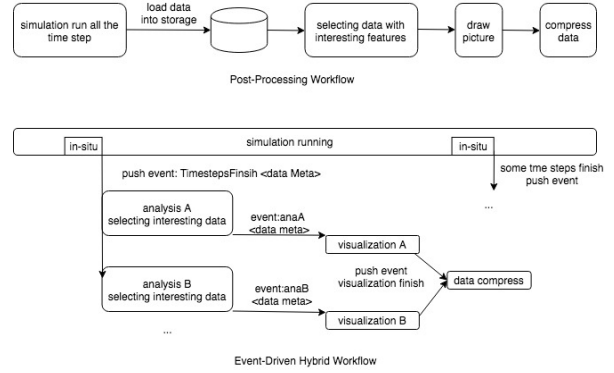 simulation run all the
time step
load data
into storage
selecting data with
interesting features
draw
picture
compress
data
Post-Processing Workflow
in-situ
simulation running
in-situ
push event: TimestepsFinsih <data Meta>
some tme steps finish
push event
...
analysis A
selecting interesting data
event:anaA
<data meta>
visualization A
push event
visualization finish
data compress
analysis B
selecting interesting data
event:anaB
<data meta>
visualization B
...
Event-Driven Hybrid Workflow